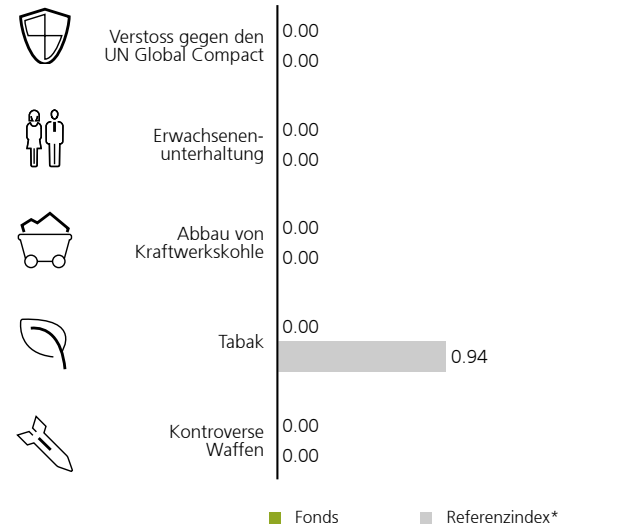 Verstoss gegen den
UN Global Compact
0.00
0.00
Erwachsenen-
unterhaltung
0.00
0.00
Abbau von
Kraftwerkskohle
0.00
0.00
Tabak
0.00
0.94
Kontroverse
Waffen
0.00
0.00
Fonds
Referenzindex*